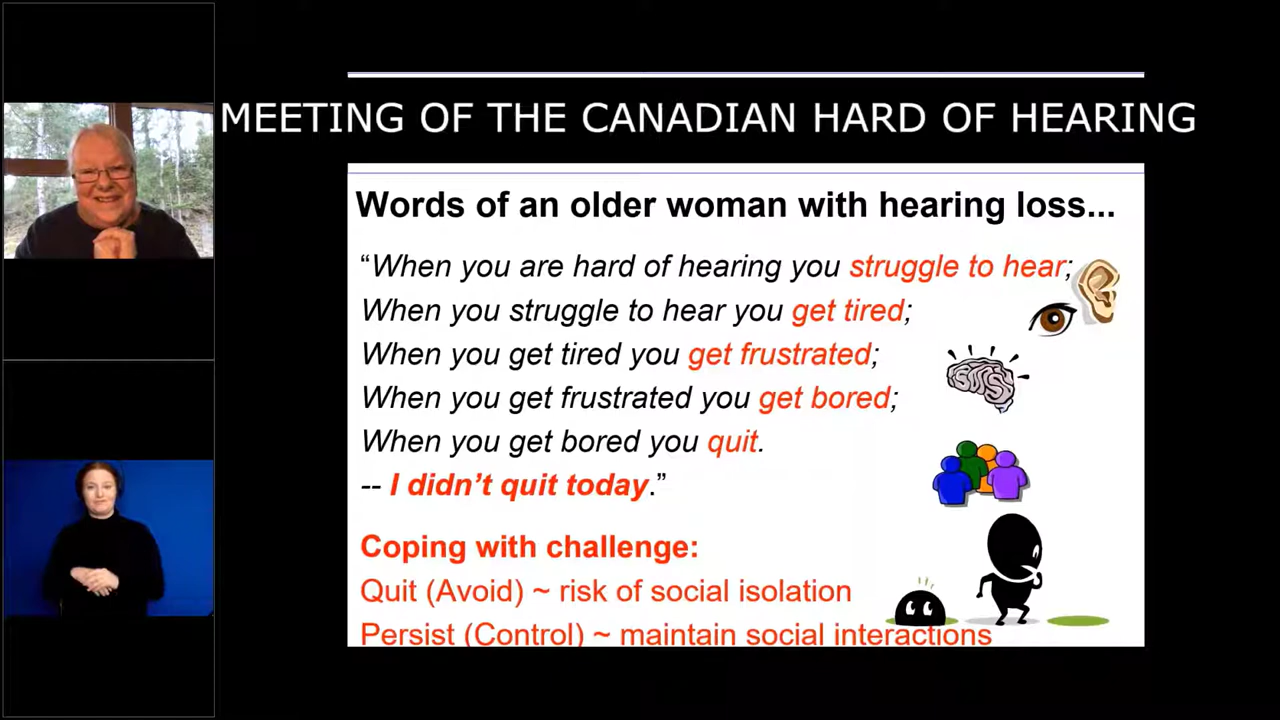 MEETING OF THE CANADIAN HARD OF HEARING
Words of an older woman with hearing loss...
“When you are hard of hearing you struggle to hear;
When you struggle to hear you get tired;
When you get tired you get frustrated;
When you get frustrated you get bored;
When you get bored you quit.
-- I didn’t quit today.”
Coping with challenge:
Quit (Avoid) ~ risk of social isolation
Persist (Control) ~ maintain social interactions